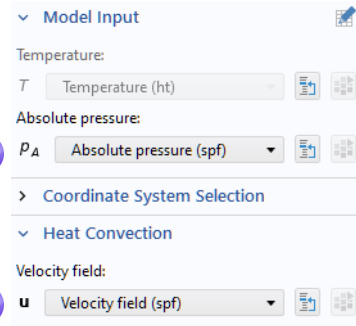 Model Input
Temperature:
T Temperature (ht)
Absolute pressure:
pA Absolute pressure (spf)
Coordinate System Selection
Heat Convection
Velocity field:
u Velocity field (spf)